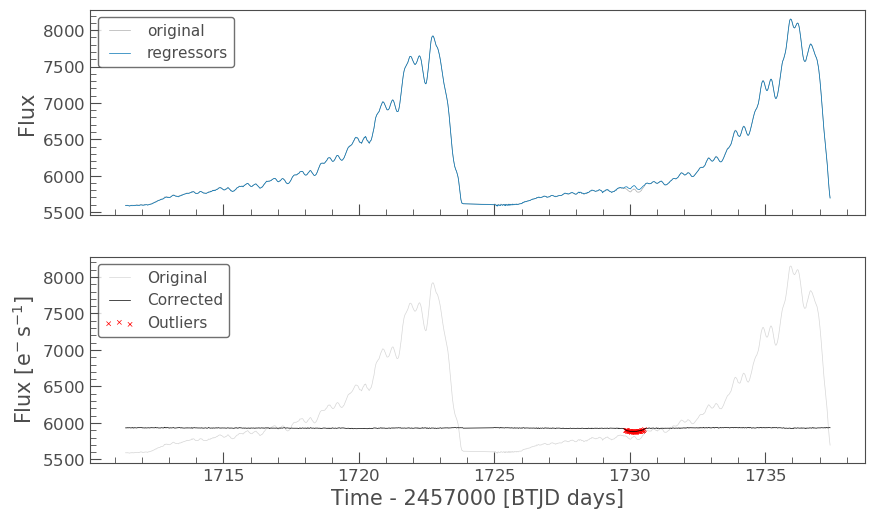 8000
7500
7000
6500
6000
5500
Flux
original
regressors
8000
7500
7000
6500
6000
5500
Flux [e⁻ s⁻¹]
Original
Corrected
Outliers
1715 1720 1725 1730 1735
Time - 2457000 [BTJD days]